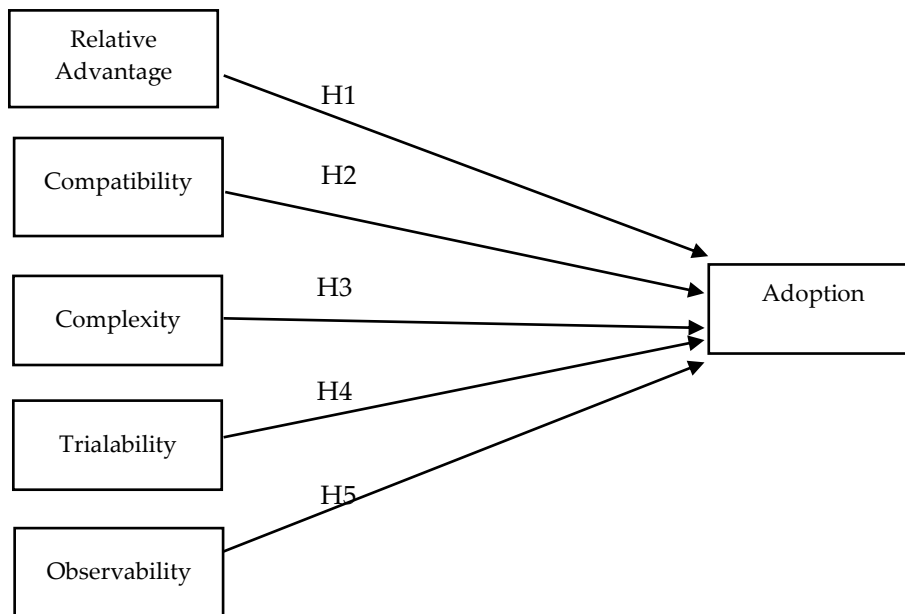 Relative
Advantage
H1
Compatibility
H2
Complexity
H3
Adoption
Trialability
H4
Observability
H5